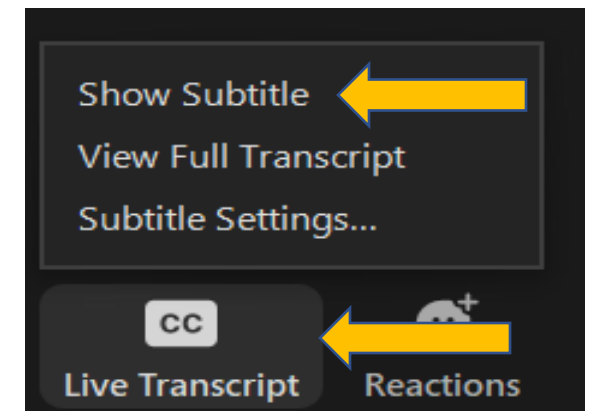 Show Subtitle
View Full Transcript
Subtitle Settings...
CC
Live Transcript
Reactions